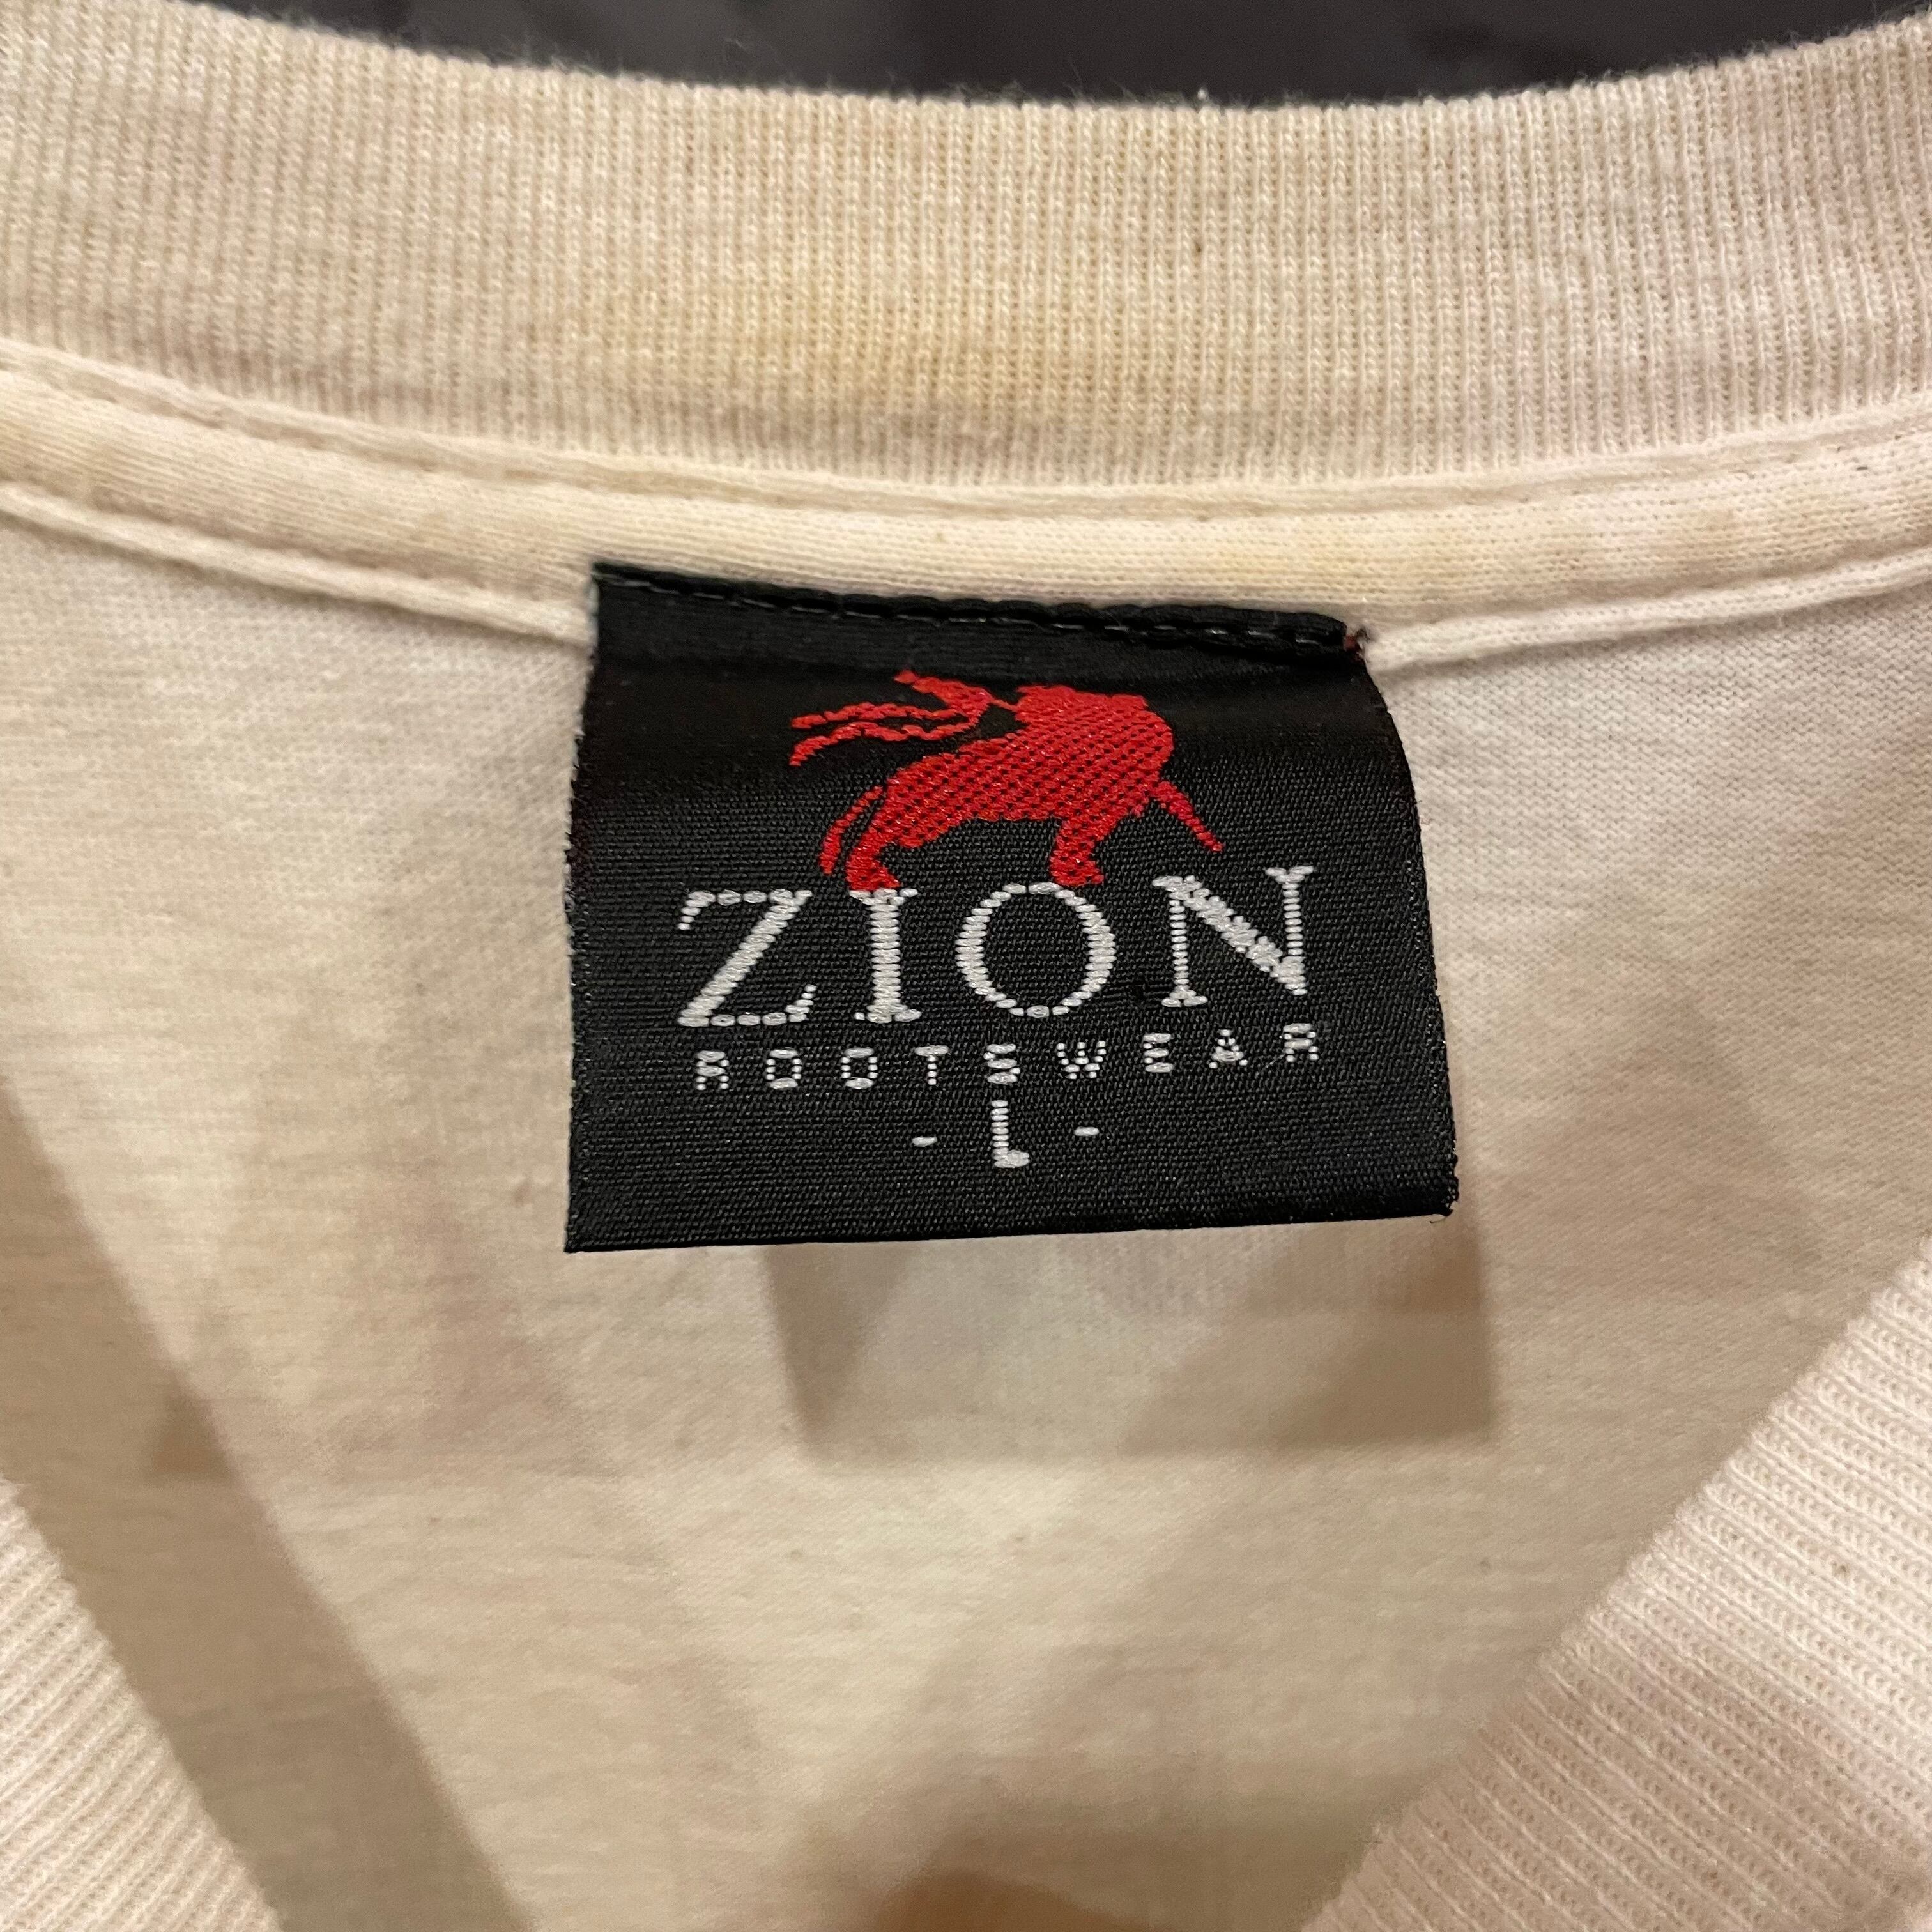 ZION
ROOTSWEAR
- L -